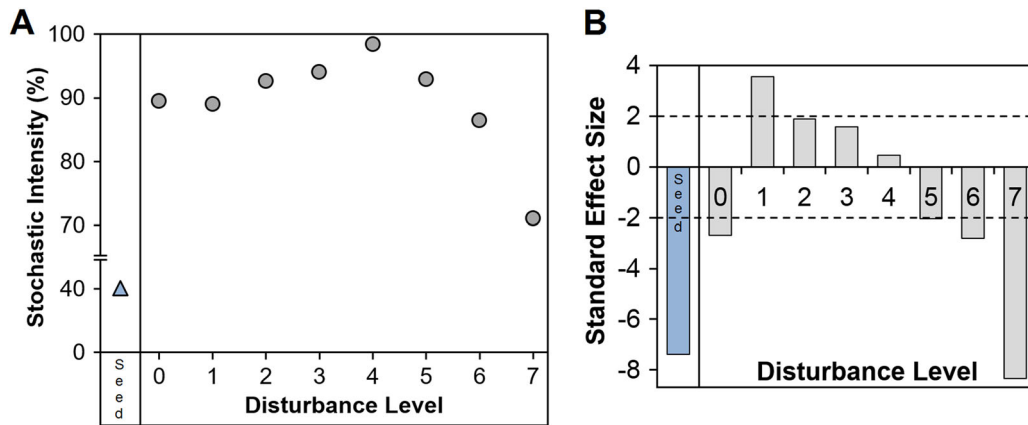 A
Stochastic Intensity (%)
100
90
80
70
40
0
Seed
0 1 2 3 4 5 6 7
Disturbance Level
B
Standard Effect Size
4
2
0
-2
-4
-6
-8
Seed
0 1 2 3 4 5 6 7
Disturbance Level